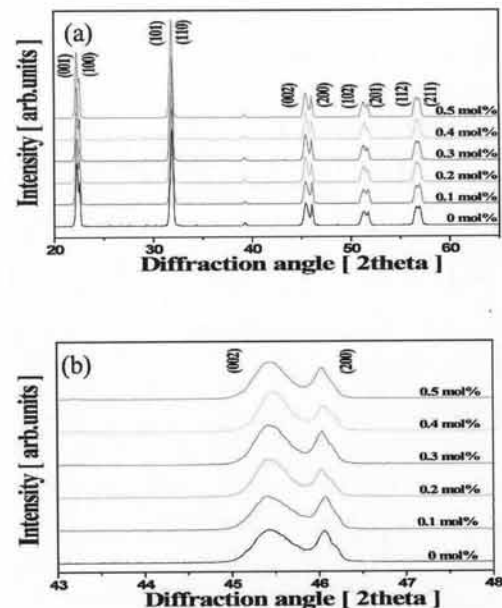 (a)
(001) (100)
(101) (110)
(002) (200)
(102) (201)
(112) (211)
0.5 mol%
0.4 mol%
0.3 mol%
0.2 mol%
0.1 mol%
0 mol%
Intensity [ arb.units]
20 30 40 50 60
Diffraction angle [ 2theta ]
(b)
(002) (200)
0.5 mol%
0.4 mol%
0.3 mol%
0.2 mol%
0.1 mol%
0 mol%
Intensity [ arb.units]
43 44 45 46 47 48
Diffraction angle [ 2theta ]